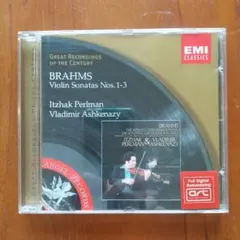 GREAT RECORDINGS
OF THE CENTURY
EMI
CLASSICS
BRAHMS
Violin Sonatas Nos. 1-3
Itzhak Perlman
Vladimir Ashkenazy
BRAHMS
ITZHAK & VLADIMIR
PERLMAN ASHKENAZY
Full Digital
Remastering
art